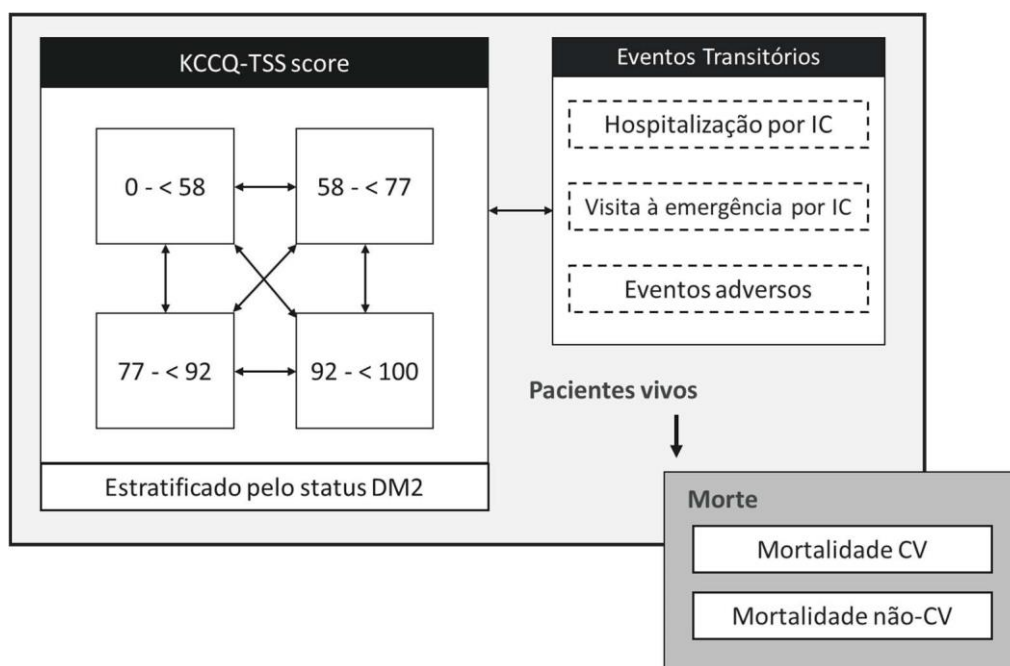 KCCQ-TSS score
0 - < 58
58 - < 77
77 - < 92
92 - < 100
Estratificado pelo status DM2
Eventos Transitórios
Hospitalização por IC
Visita à emergência por IC
Eventos adversos
Pacientes vivos
Morte
Mortalidade CV
Mortalidade não-CV